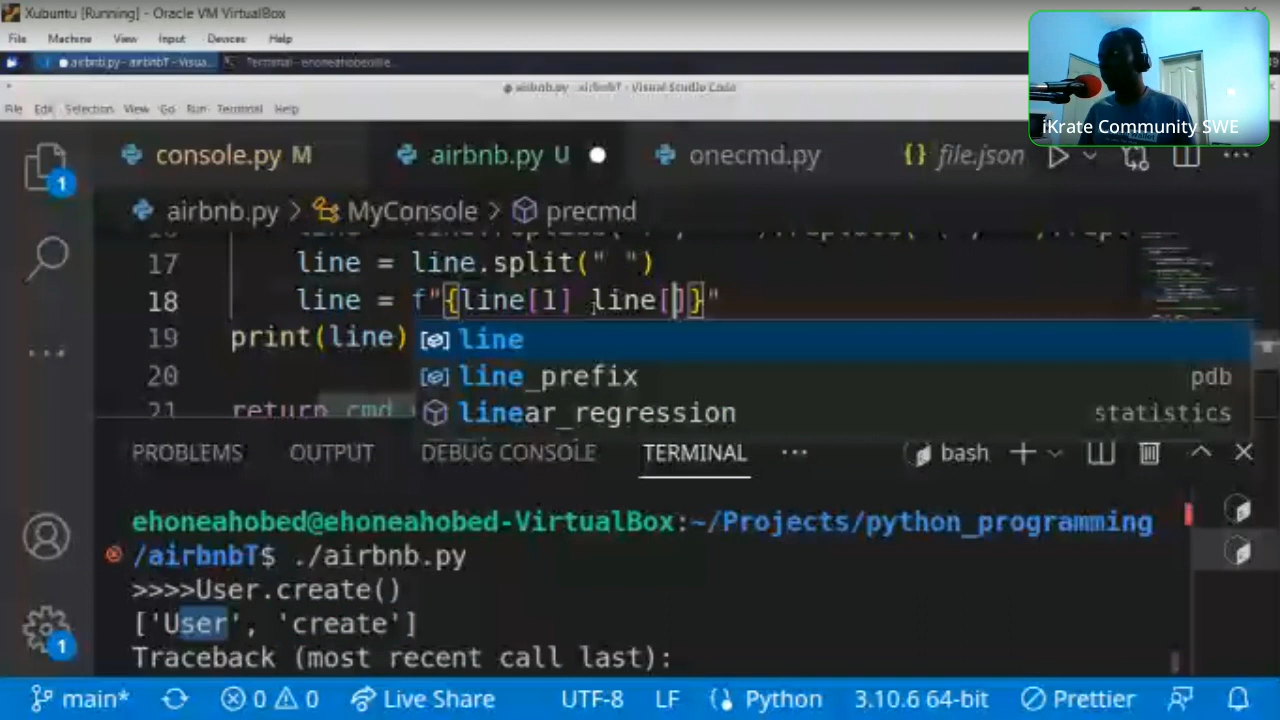 Xubuntu [Running] - Oracle VM VirtualBox
File Machine View Input Devices Help
airbnb.py - airbnbT - Visua...
airbnb.py - airbnbT - Visual Studio Code
File Edit Selection View Go Run Terminal Help
iKrate Community SWE
console.py M airbnb.py U onecmd.py {} file.json
airbnb.py > MyConsole > precmd
17 line = line.split(" ")
18 line = f"{line[1] line[]}"
19 print(line)
line
20 line_prefix pdb
21 return cmd linear_regression statistics
PROBLEMS OUTPUT DEBUG CONSOLE TERMINAL ... bash
ehoneahobed@ehoneahobed-VirtualBox:~/Projects/python_programming
/airbnbT$ ./airbnb.py
>>>>User.create()
['User', 'create']
Traceback (most recent call last):
main* 0 0 Live Share UTF-8 LF Python 3.10.6 64-bit Prettier